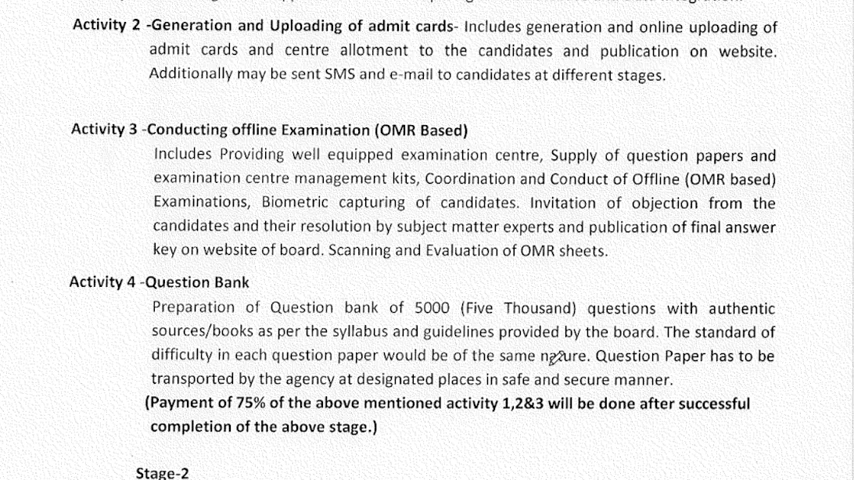 Activity 2 -Generation and Uploading of admit cards- Includes generation and online uploading of
admit cards and centre allotment to the candidates and publication on website.
Additionally may be sent SMS and e-mail to candidates at different stages.
Activity 3 -Conducting offline Examination (OMR Based)
Includes Providing well equipped examination centre, Supply of question papers and
examination centre management kits, Coordination and Conduct of Offline (OMR based)
Examinations, Biometric capturing of candidates. Invitation of objection from the
candidates and their resolution by subject matter experts and publication of final answer
key on website of board. Scanning and Evaluation of OMR sheets.
Activity 4 -Question Bank
Preparation of Question bank of 5000 (Five Thousand) questions with authentic
sources/books as per the syllabus and guidelines provided by the board. The standard of
difficulty in each question paper would be of the same nature. Question Paper has to be
transported by the agency at designated places in safe and secure manner.
(Payment of 75% of the above mentioned activity 1,2&3 will be done after successful
completion of the above stage.)
Stage-2